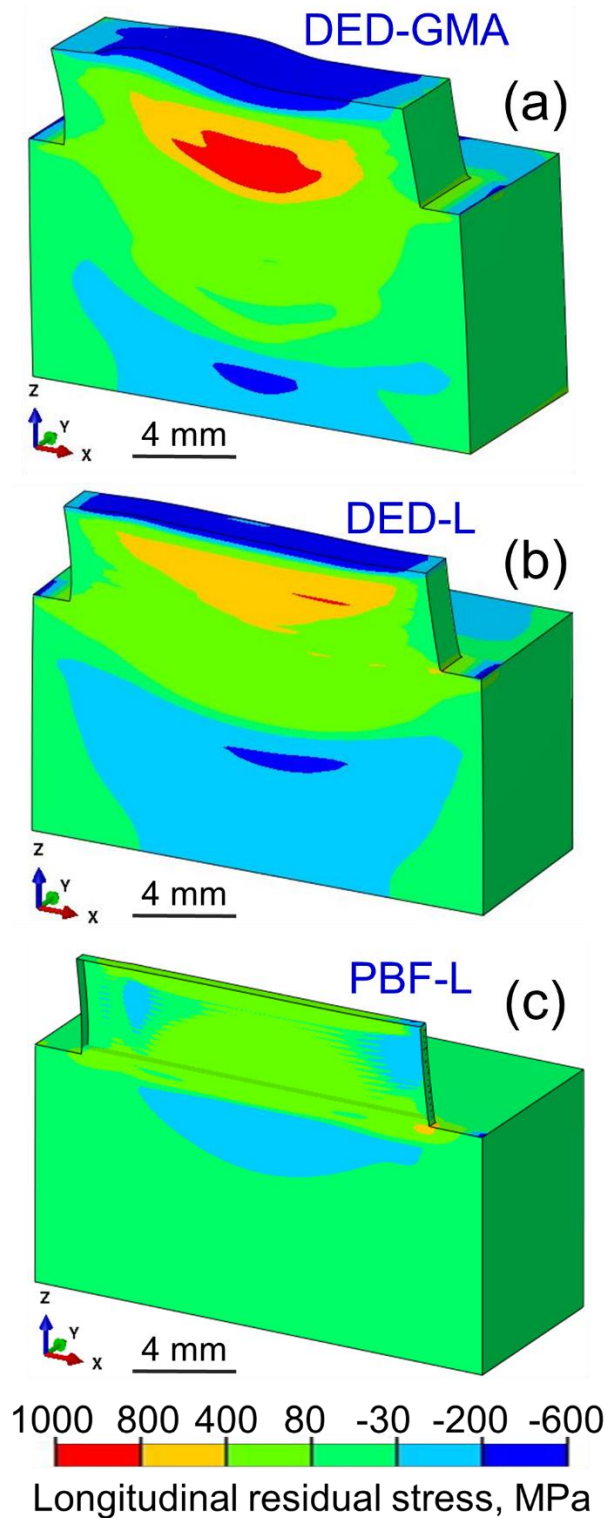 DED-GMA
(a)
Z
Y
X
4 mm
DED-L
(b)
Z
Y
X
4 mm
PBF-L
(c)
Z
Y
X
4 mm
1000 800 400 80 -30 -200 -600
Longitudinal residual stress, MPa